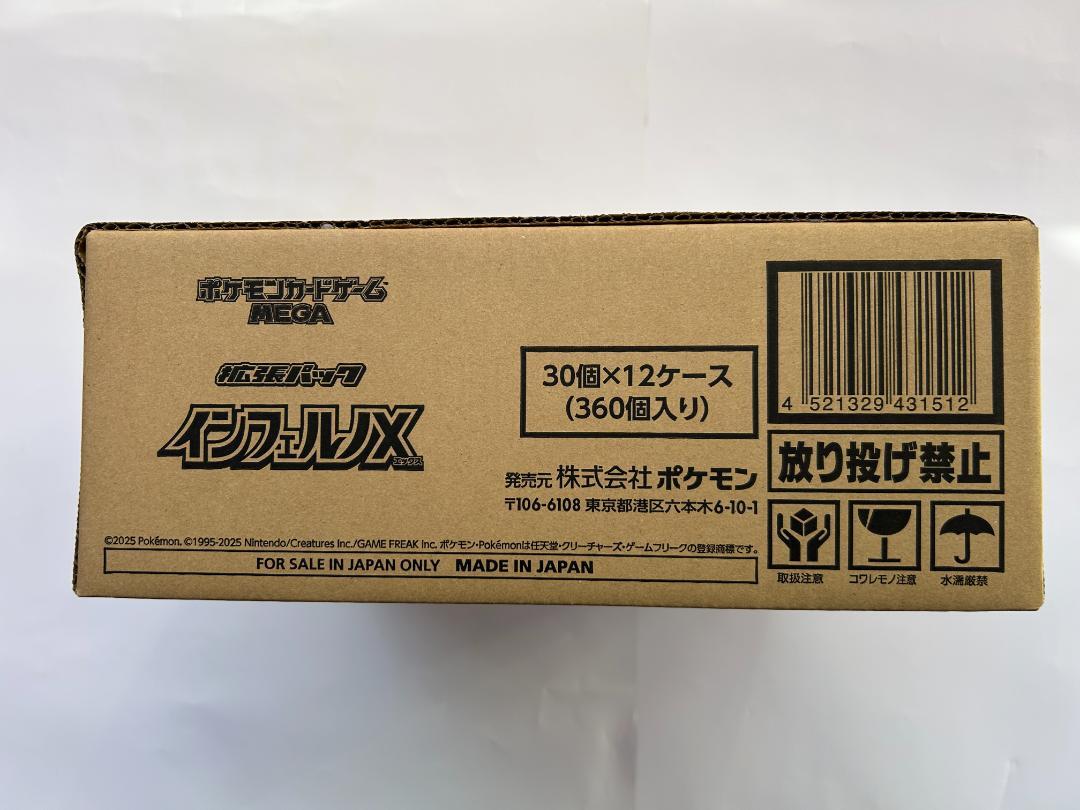 ポケモンカードゲーム
MEGA
拡張パック
インフェルノX
エックス
30個×12ケース
(360個入り)
発売元 株式会社 ポケモン
〒106-6108 東京都港区六本木6-10-1
©2025 Pokémon. ©1995-2025 Nintendo/Creatures Inc./GAME FREAK inc. ポケモン・Pokémonは任天堂・クリーチャーズ・ゲームフリークの登録商標です。
FOR SALE IN JAPAN ONLY MADE IN JAPAN
4 521329 431512
放り投げ禁止
取扱注意 コワレモノ注意 水濡厳禁